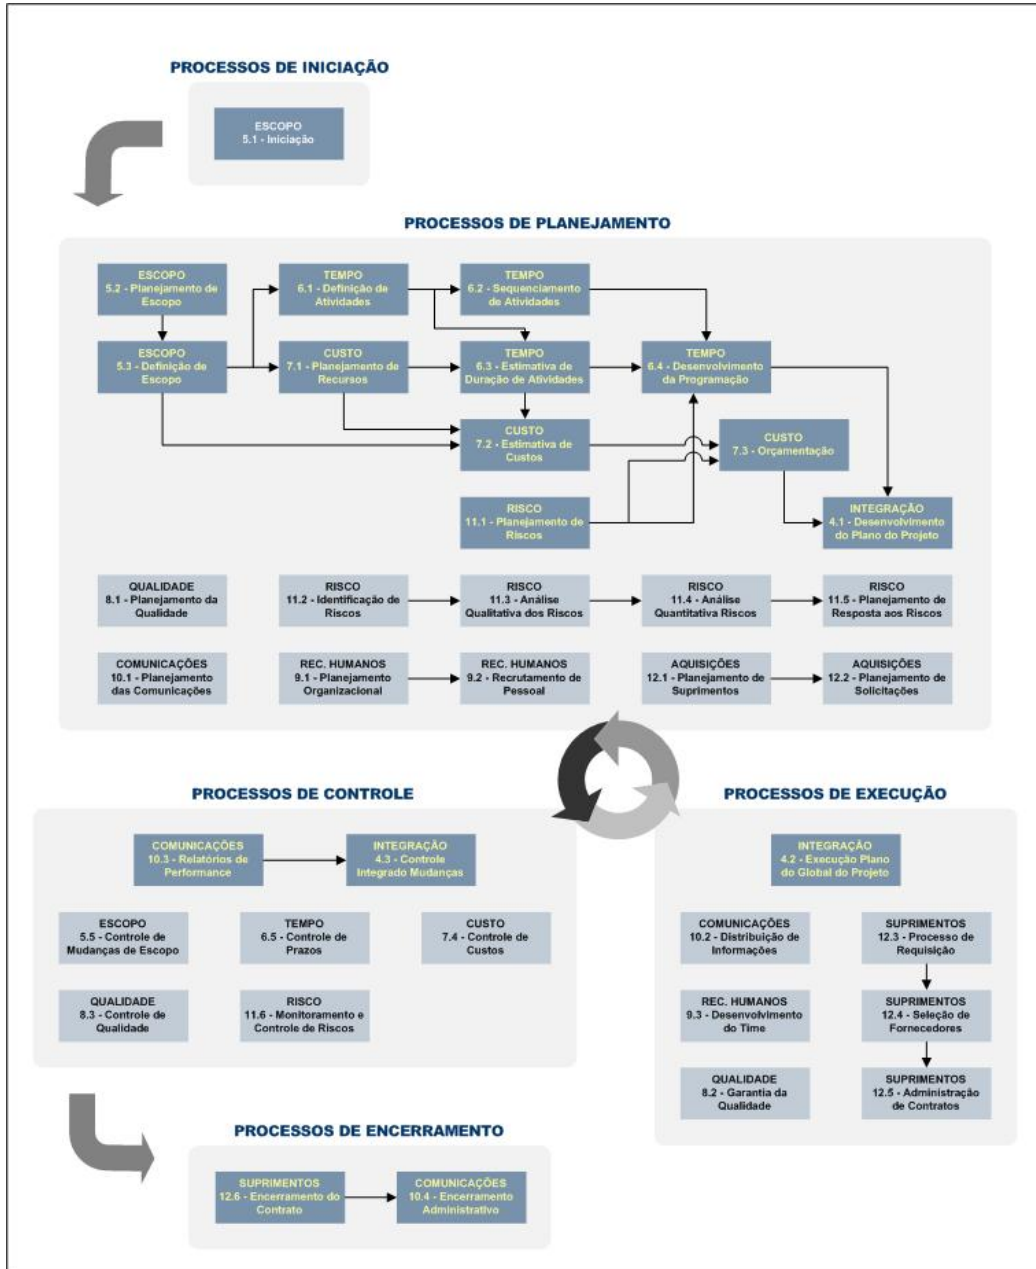 PROCESSOS DE INICIAÇÃO
ESCOPO
5.1 - Iniciação
PROCESSOS DE PLANEJAMENTO
ESCOPO
5.2 - Planejamento de
Escopo
TEMPO
6.1 - Definição de
Atividades
TEMPO
6.2 - Sequenciamento
de Atividades
ESCOPO
5.3 - Definição de
Escopo
CUSTO
7.1 - Planejamento de
Recursos
TEMPO
6.3 - Estimativa de
Duração de Atividades
TEMPO
6.4 - Desenvolvimento
da Programação
CUSTO
7.2 - Estimativa de
Custos
CUSTO
7.3 - Orçamentação
RISCO
11.1 - Planejamento de
Riscos
INTEGRAÇÃO
4.1 - Desenvolvimento
do Plano do Projeto
QUALIDADE
8.1 - Planejamento da
Qualidade
RISCO
11.2 - Identificação de
Riscos
RISCO
11.3 - Análise
Qualitativa dos Riscos
RISCO
11.4 - Análise
Quantitativa Riscos
RISCO
11.5 - Planejamento de
Resposta aos Riscos
COMUNICAÇÕES
10.1 - Planejamento
das Comunicações
REC. HUMANOS
9.1 - Planejamento
Organizacional
REC. HUMANOS
9.2 - Recrutamento de
Pessoal
AQUISIÇÕES
12.1 - Planejamento de
Suprimentos
AQUISIÇÕES
12.2 - Planejamento de
Solicitações
PROCESSOS DE CONTROLE
COMUNICAÇÕES
10.3 - Relatórios de
Performance
INTEGRAÇÃO
4.3 - Controle
Integrado Mudanças
ESCOPO
5.5 - Controle de
Mudanças de Escopo
TEMPO
6.5 - Controle de
Prazos
CUSTO
7.4 - Controle de
Custos
QUALIDADE
8.3 - Controle de
Qualidade
RISCO
11.6 - Monitoramento e
Controle de Riscos
PROCESSOS DE EXECUÇÃO
INTEGRAÇÃO
4.2 - Execução Plano
do Global do Projeto
COMUNICAÇÕES
10.2 - Distribuição de
Informações
SUPRIMENTOS
12.3 - Processo de
Requisição
REC. HUMANOS
9.3 - Desenvolvimento
do Time
SUPRIMENTOS
12.4 - Seleção de
Fornecedores
QUALIDADE
8.2 - Garantia da
Qualidade
SUPRIMENTOS
12.5 - Administração
de Contratos
PROCESSOS DE ENCERRAMENTO
SUPRIMENTOS
12.6 - Encerramento do
Contrato
COMUNICAÇÕES
10.4 - Encerramento
Administrativo